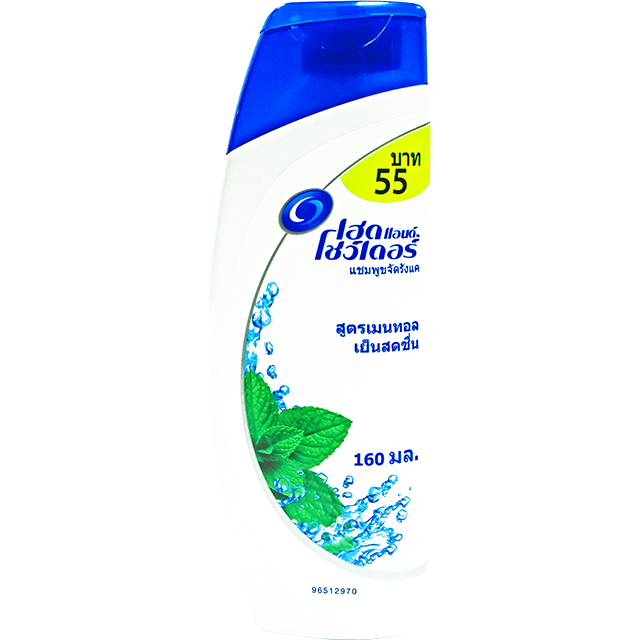 บาท
55
เฮด แอนด์
โชว์เดอร์
แชมพูขจัดรังแค
สูตรเมนทอล
เย็นสดชื่น
160 มล.
96512970